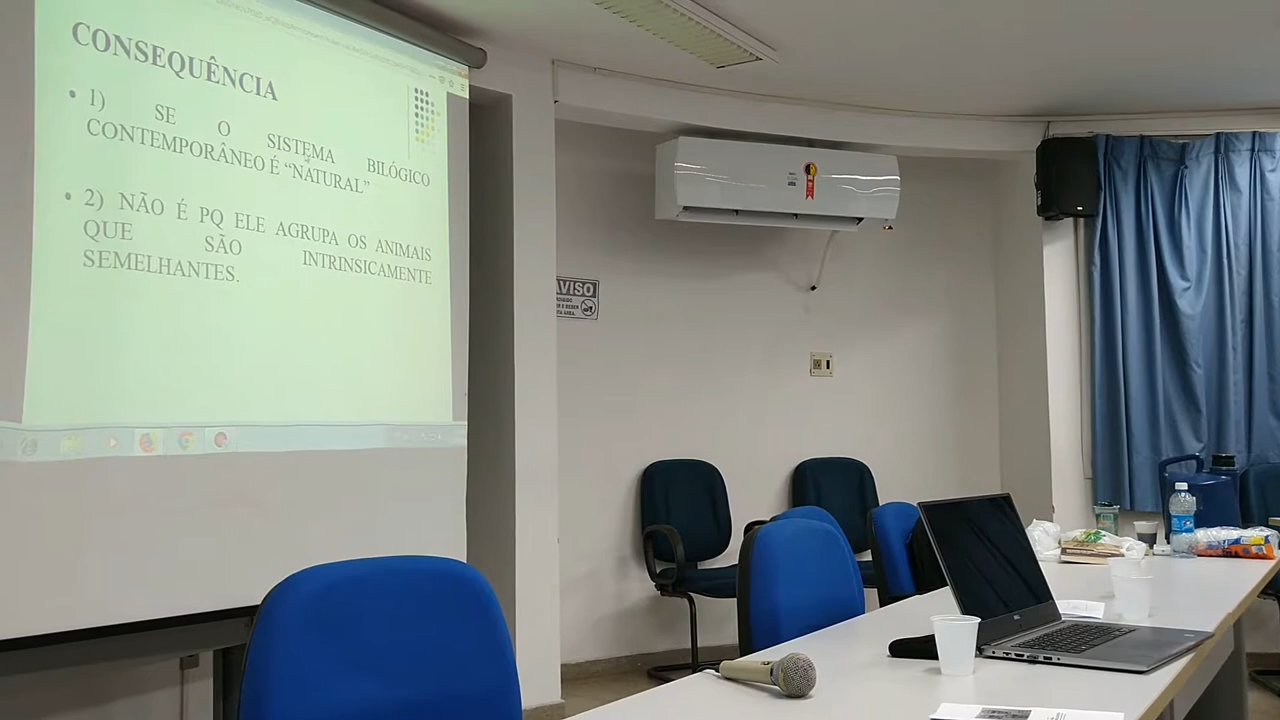 CONSEQUÊNCIA
• 1) SE O SISTEMA BILÓGICO
CONTEMPORÂNEO É “NATURAL”
• 2) NÃO É PQ ELE AGRUPA OS ANIMAIS
QUE SÃO INTRINSICAMENTE
SEMELHANTES.
AVISO